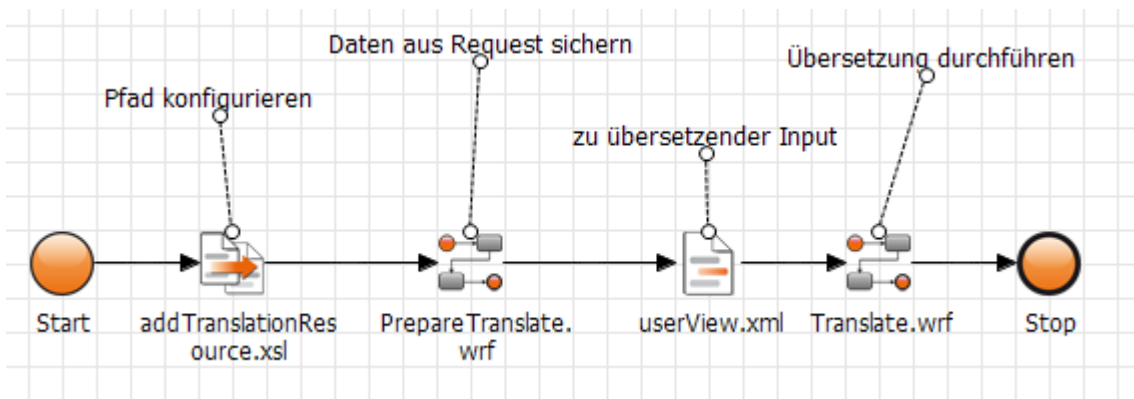 Daten aus Request sichern
Übersetzung durchführen
Pfad konfigurieren
zu übersetzender Input
Start
addTranslationRes
ource.xsl
PrepareTranslate.
wrf
userView.xml
Translate.wrf
Stop